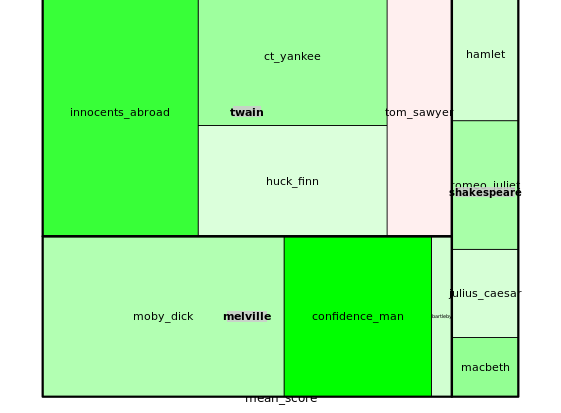 hamlet
ct_yankee
innocents_abroad
twain
tom_sawyer
huck_finn
romeo_juliet
shakespeare
julius_caesar
moby_dick
melville
confidence_man
bartleby
macbeth
mean_score